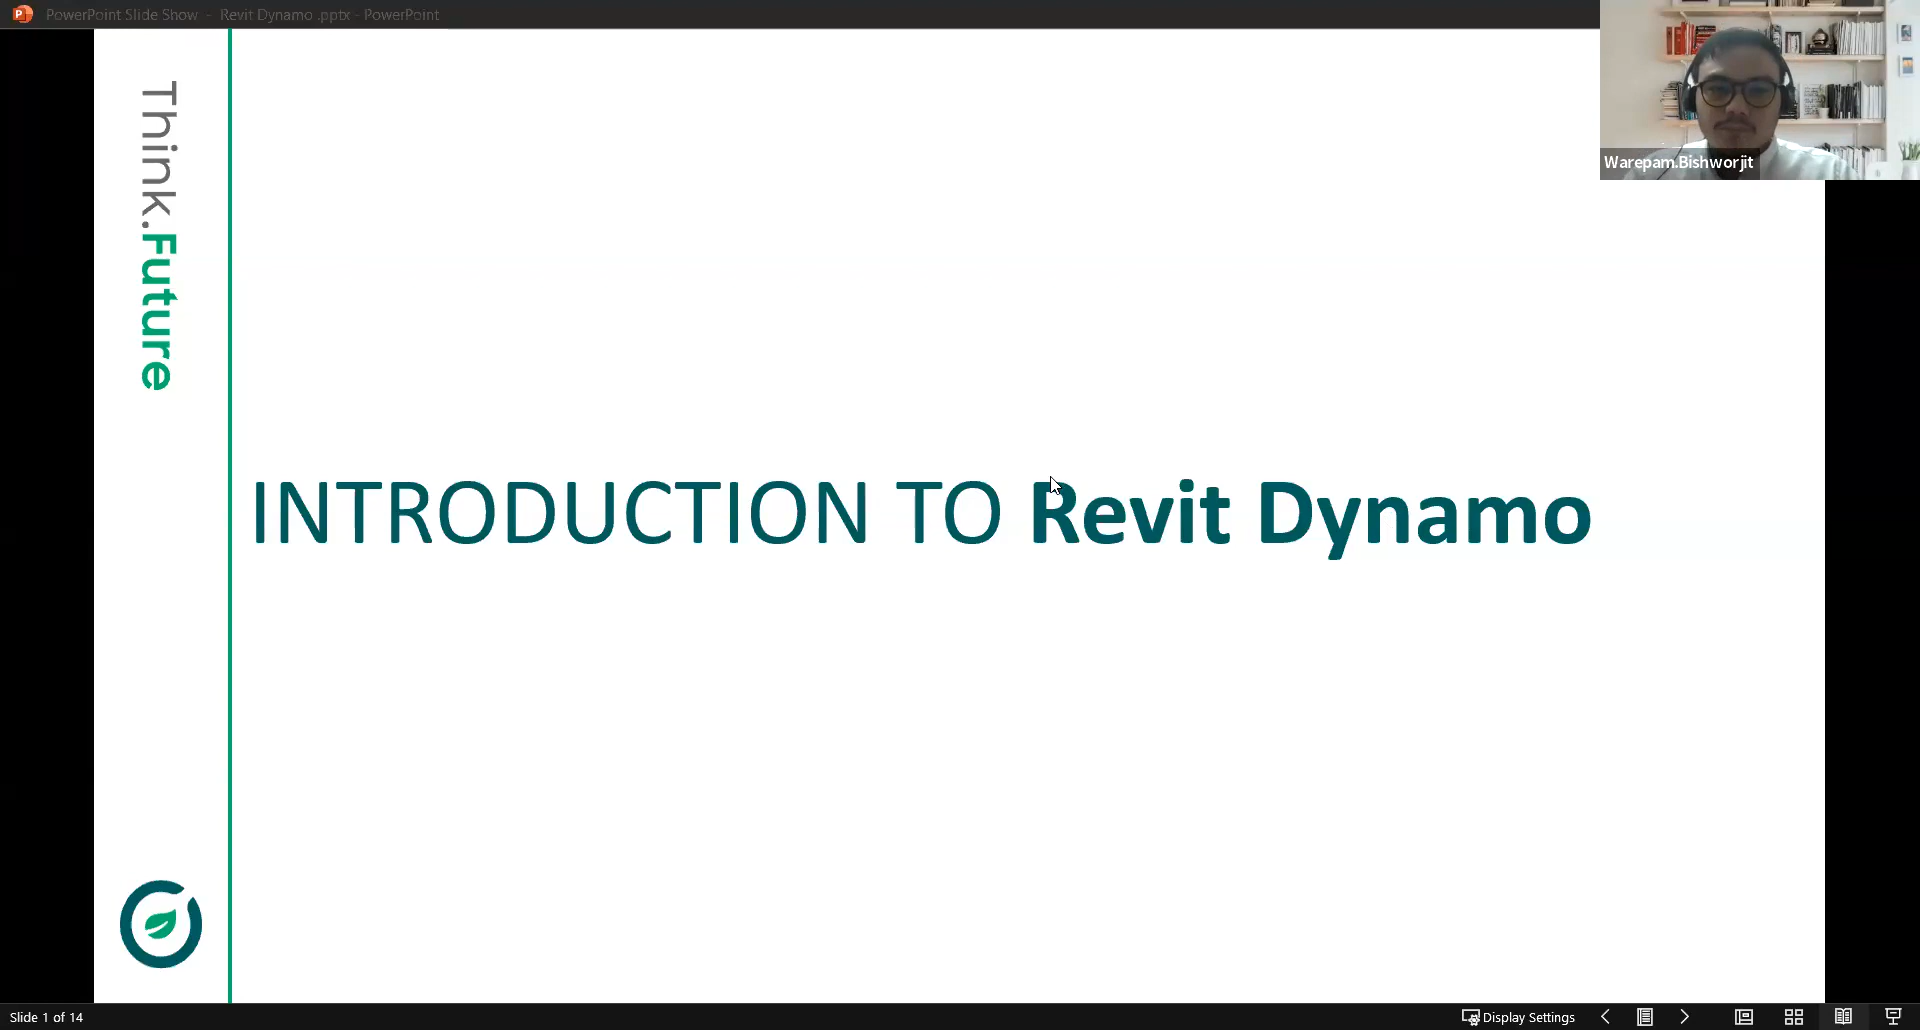 PowerPoint Slide Show - Revit Dynamo .pptx - PowerPoint
Warepam.Bishworjit
Think.Future
INTRODUCTION TO Revit Dynamo
Slide 1 of 14
Display Settings